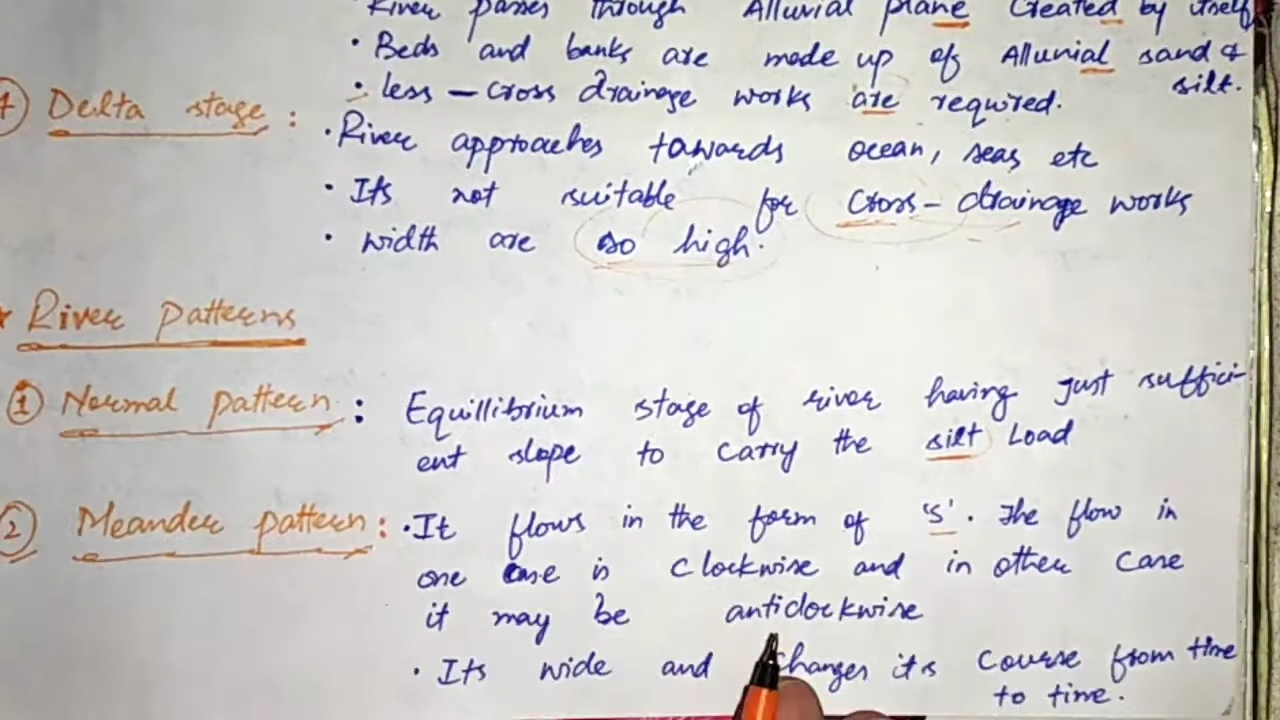 River passes through Alluvial plane created by itself
• Beds and banks are made up of Alluvial sand & silt.
• less - cross drainage works are required.
④ Delta stage :
• River approaches towards ocean, seas etc
• Its not suitable for cross-drainage works
• width are so high.
* River patterns
① Normal pattern : Equillibrium stage of river having just suffici-
ent slope to carry the silt Load
② Meander pattern : • It flows in the form of 'S'. The flow in
one case is clockwise and in other case
it may be anticlockwise
• Its wide and changes its course from time
to time.